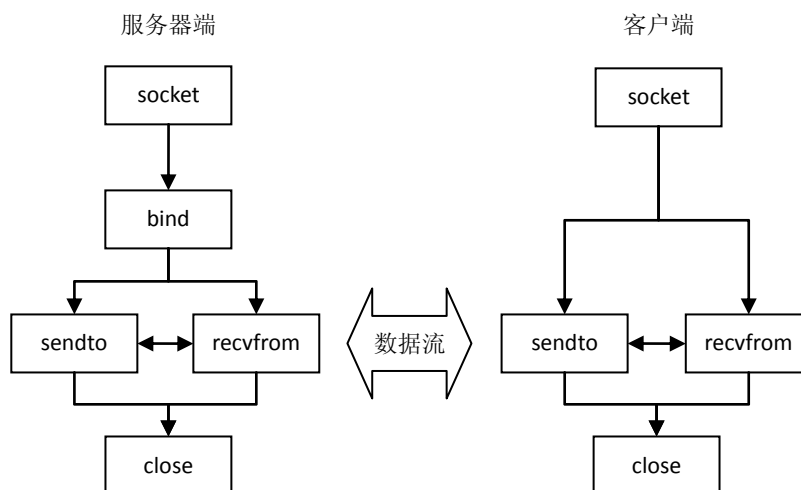 服务器端
客户端
socket
socket
bind
sendto
recvfrom
数据流
sendto
recvfrom
close
close